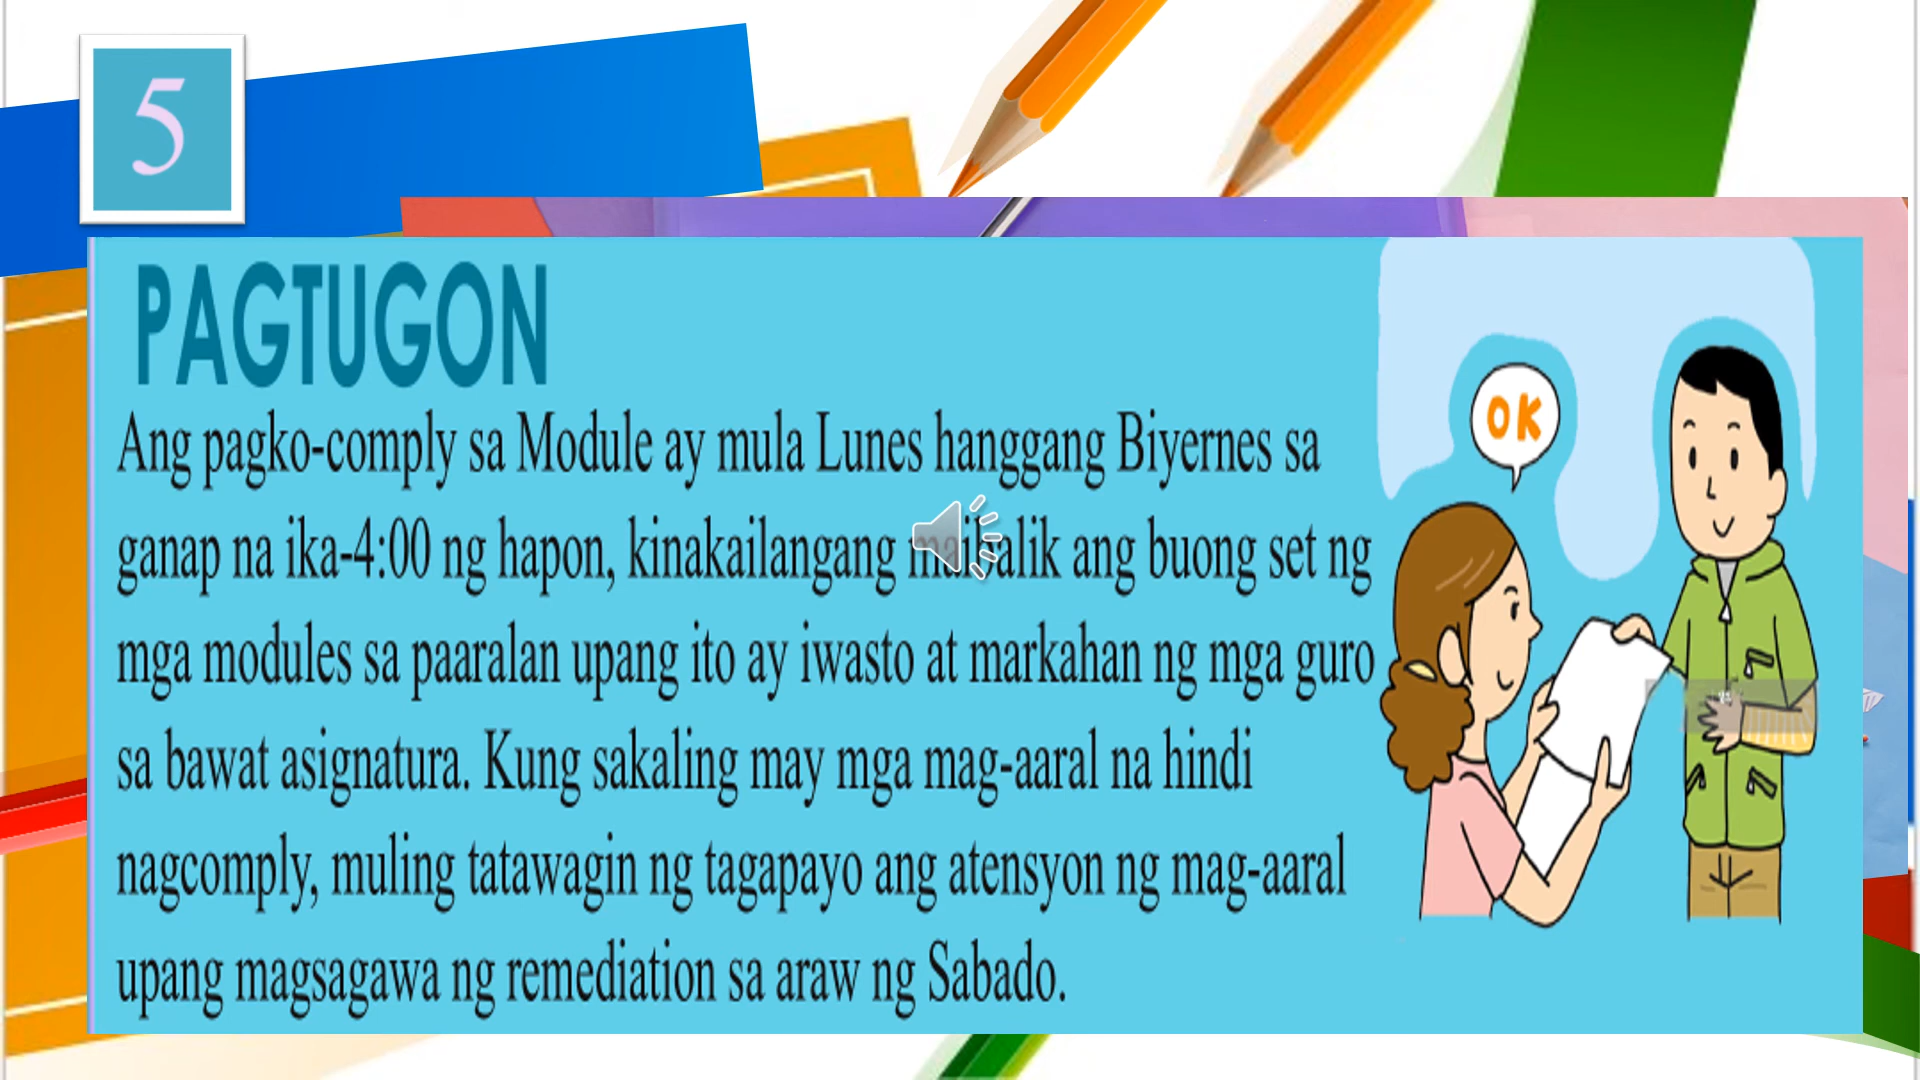 5
PAGTUGON
Ang pagko-comply sa Module ay mula Lunes hanggang Biyernes sa
ganap na ika-4:00 ng hapon, kinakailangang maibalik ang buong set ng
mga modules sa paaralan upang ito ay iwasto at markahan ng mga guro
sa bawat asignatura. Kung sakaling may mga mag-aaral na hindi
nagcomply, muling tatawagin ng tagapayo ang atensyon ng mag-aaral
upang magsagawa ng remediation sa araw ng Sabado.
OK